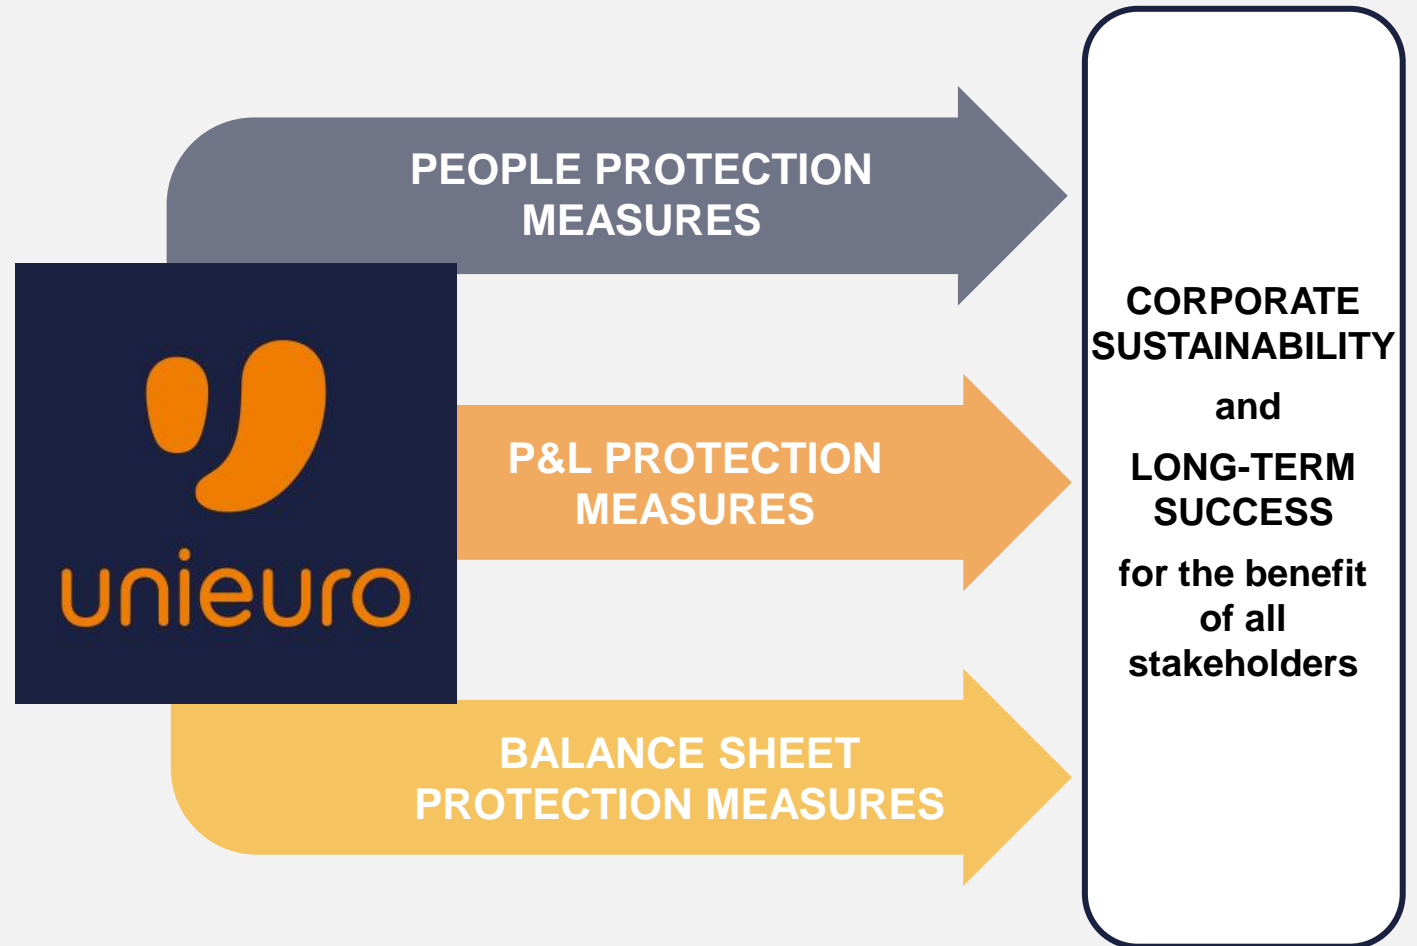 PEOPLE PROTECTION
MEASURES
unieuro
P&L PROTECTION
MEASURES
BALANCE SHEET
PROTECTION MEASURES
CORPORATE
SUSTAINABILITY
and
LONG-TERM
SUCCESS
for the benefit
of all
stakeholders